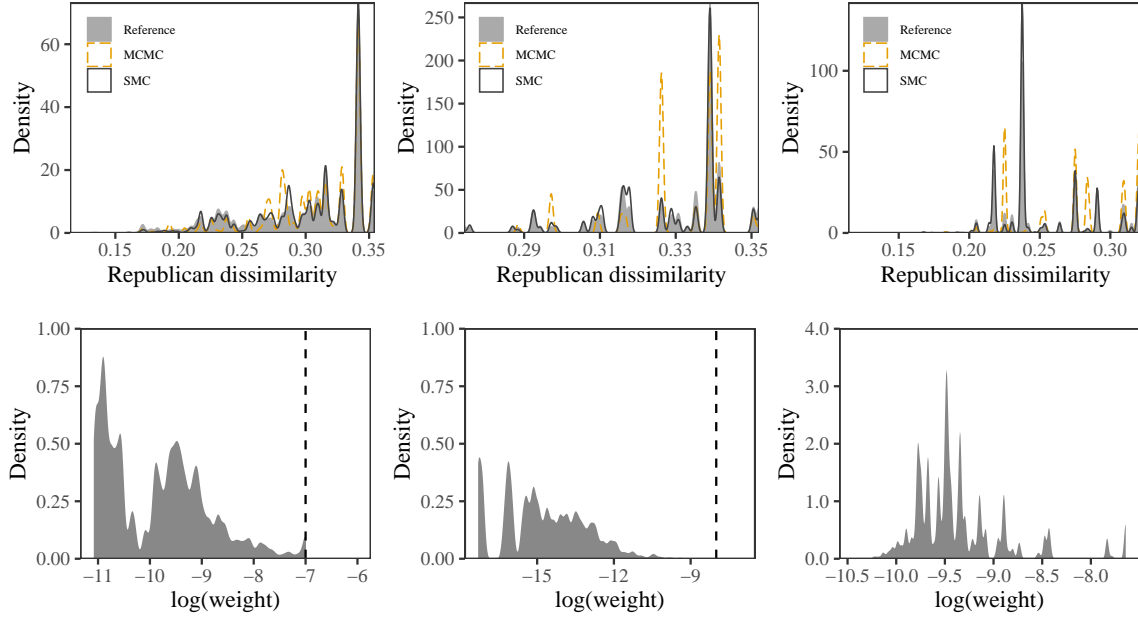 Density
60
40
20
0
Reference
MCMC
SMC
0.15 0.20 0.25 0.30 0.35
Republican dissimilarity
Density
250
200
150
100
50
0
Reference
MCMC
SMC
0.29 0.30 0.31 0.32 0.33 0.34 0.35
Republican dissimilarity
Density
100
50
0
Reference
MCMC
SMC
0.15 0.20 0.25 0.30
Republican dissimilarity
Density
1.00
0.75
0.50
0.25
0.00
−11 −10 −9 −8 −7 −6
log(weight)
Density
1.00
0.75
0.50
0.25
0.00
−15 −12 −9
log(weight)
Density
4.0
3.0
2.0
1.0
0.0
−10.5 −10.0 −9.5 −9.0 −8.5 −8.0
log(weight)